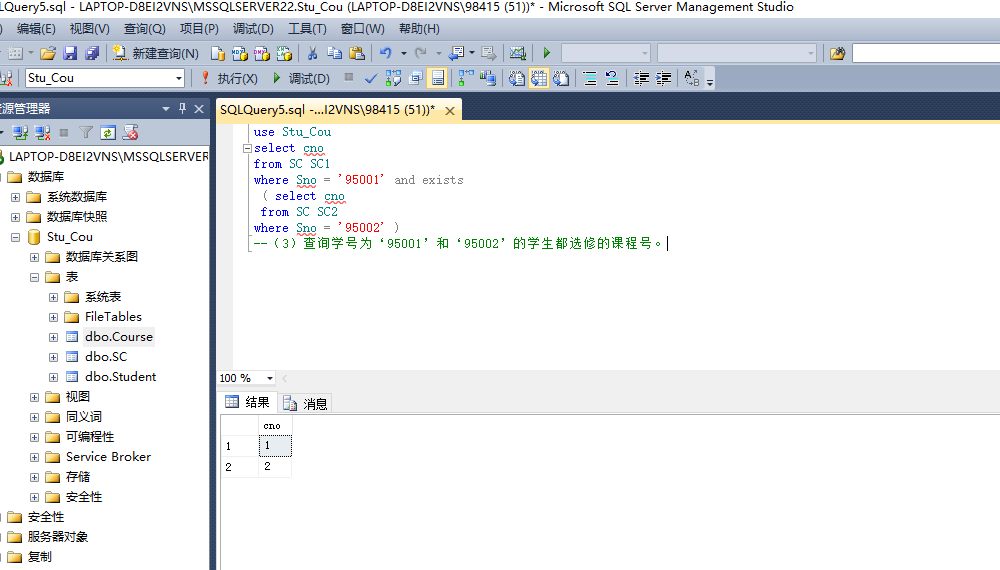 LQuery5.sql - LAPTOP-D8EI2VNS\MSSQLSERVER22.Stu_Cou (LAPTOP-D8EI2VNS\98415 (51))* - Microsoft SQL Server Management Studio
) 编辑(E) 视图(V) 查询(Q) 项目(P) 调试(D) 工具(T) 窗口(W) 帮助(H)
新建查询(N)
Stu_Cou 执行(X) 调试(D)
资源管理器
SQLQuery5.sql -...I2VNS\98415 (51))*
LAPTOP-D8EI2VNS\MSSQLSERVER
数据库
系统数据库
数据库快照
Stu_Cou
数据库关系图
表
系统表
FileTables
dbo.Course
dbo.SC
dbo.Student
视图
同义词
可编程性
Service Broker
存储
安全性
安全性
服务器对象
复制
use Stu_Cou
select cno
from SC SC1
where Sno = '95001' and exists
( select cno
from SC SC2
where Sno = '95002' )
--（3）查询学号为‘95001’和‘95002’的学生都选修的课程号。
100 %
结果 消息
cno
1 1
2 2